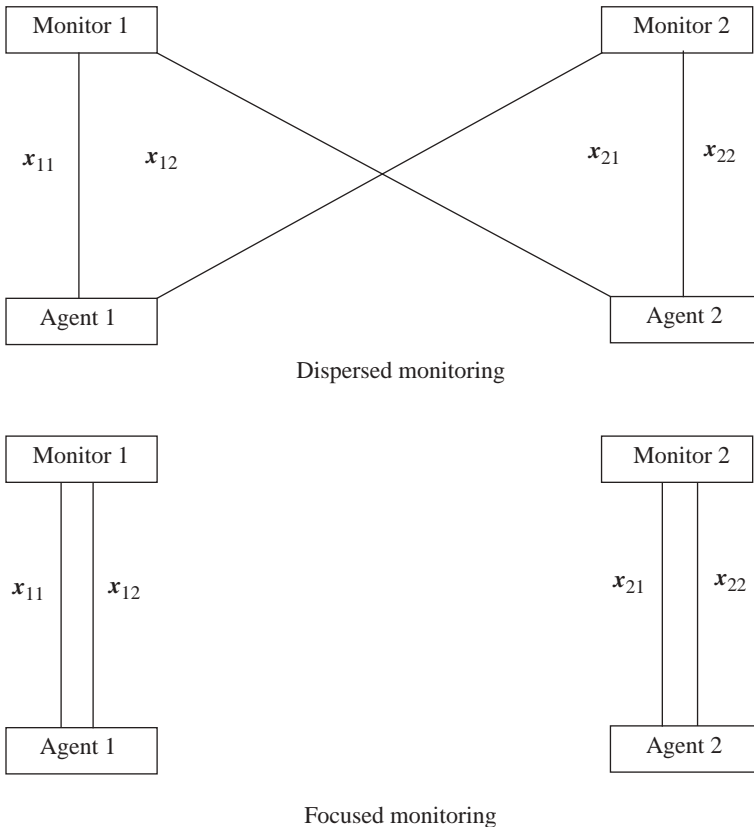 Monitor 1
Monitor 2
x11
x12
x21
x22
Agent 1
Agent 2
Dispersed monitoring
Monitor 1
Monitor 2
x11
x12
x21
x22
Agent 1
Agent 2
Focused monitoring